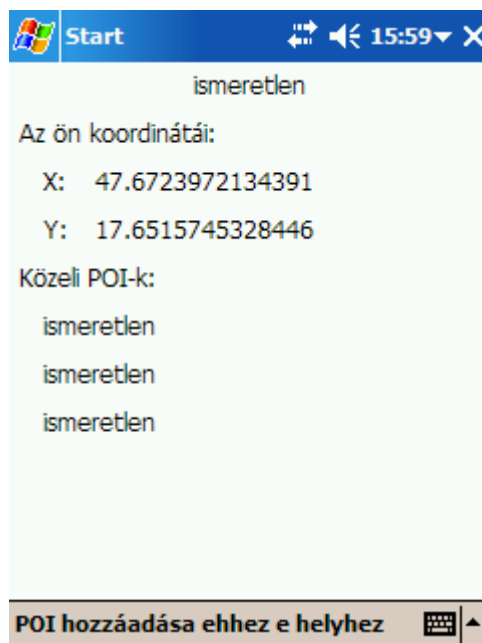 Start 15:59
ismeretlen
Az ön koordinátái:
X: 47.6723972134391
Y: 17.6515745328446
Közeli POI-k:
ismeretlen
ismeretlen
ismeretlen
POI hozzáadása ehhez e helyhez